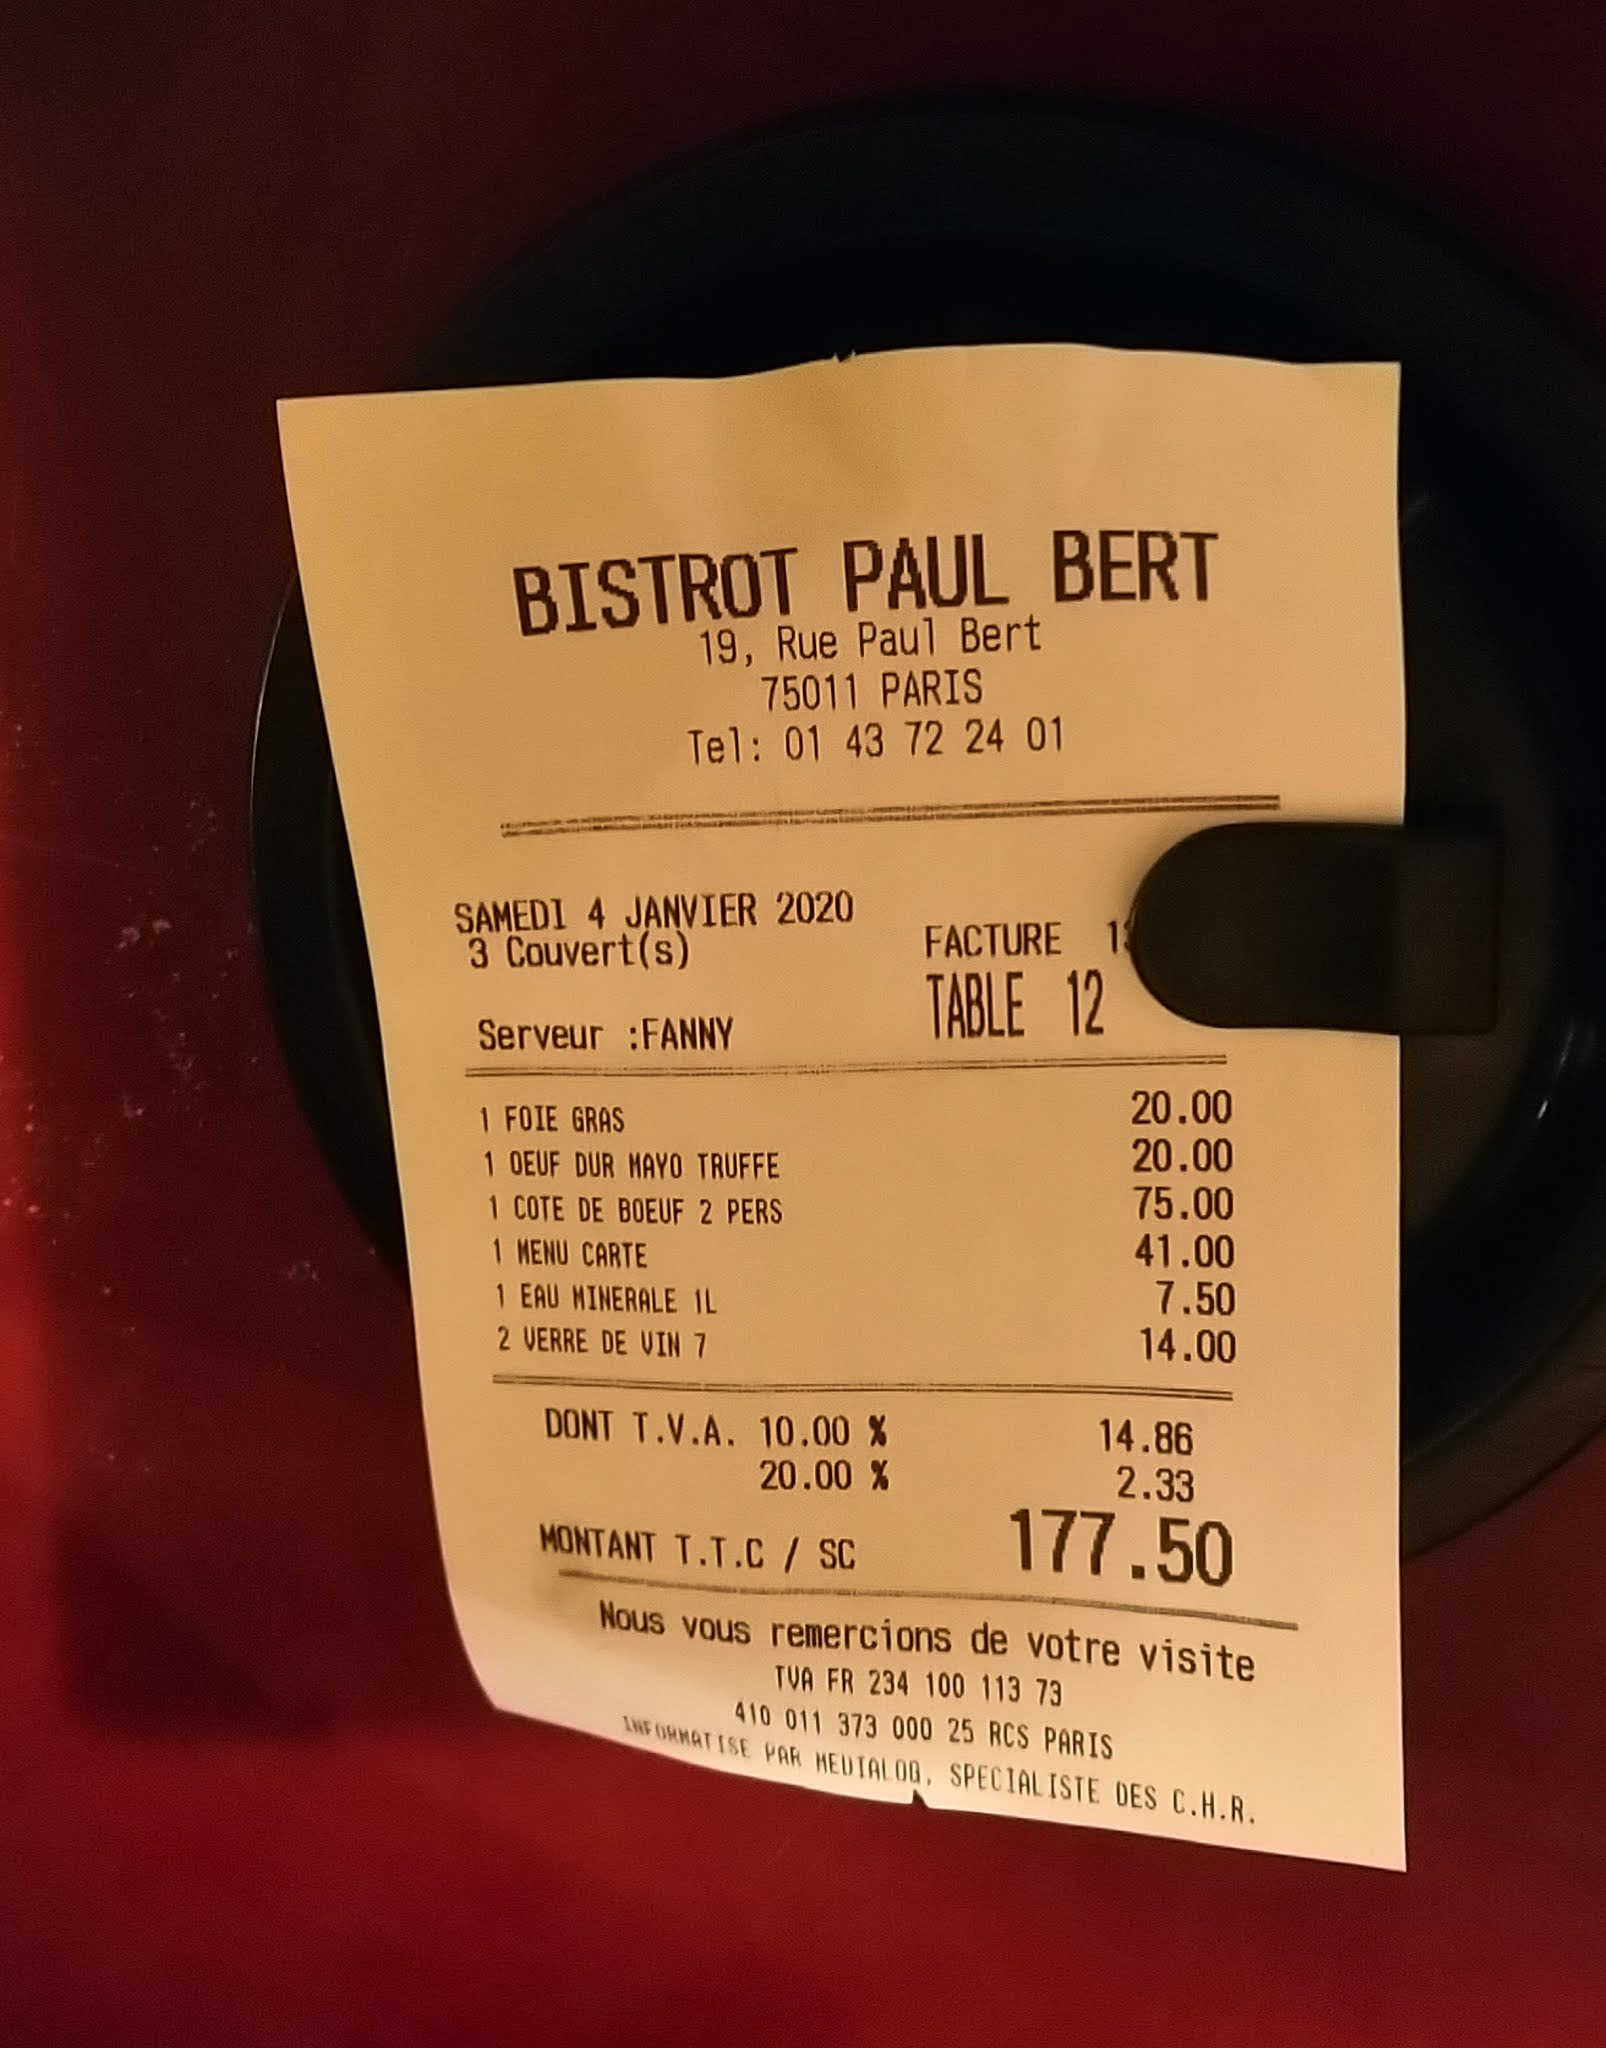 BISTROT PAUL BERT
19, Rue Paul Bert
75011 PARIS
Tel: 01 43 72 24 01
SAMEDI 4 JANVIER 2020
3 Couvert(s)
FACTURE
TABLE 12
Serveur :FANNY
1 FOIE GRAS 20.00
1 OEUF DUR MAYO TRUFFE 20.00
1 COTE DE BOEUF 2 PERS 75.00
1 MENU CARTE 41.00
1 EAU MINERALE 1L 7.50
2 VERRE DE VIN 7 14.00
DONT T.V.A. 10.00 % 14.86
20.00 % 2.33
MONTANT T.T.C / SC 177.50
Nous vous remercions de votre visite
TVA FR 234 100 113 73
410 011 373 000 25 RCS PARIS
INFORMATISE PAR MEDIALOG, SPECIALISTE DES C.H.R.